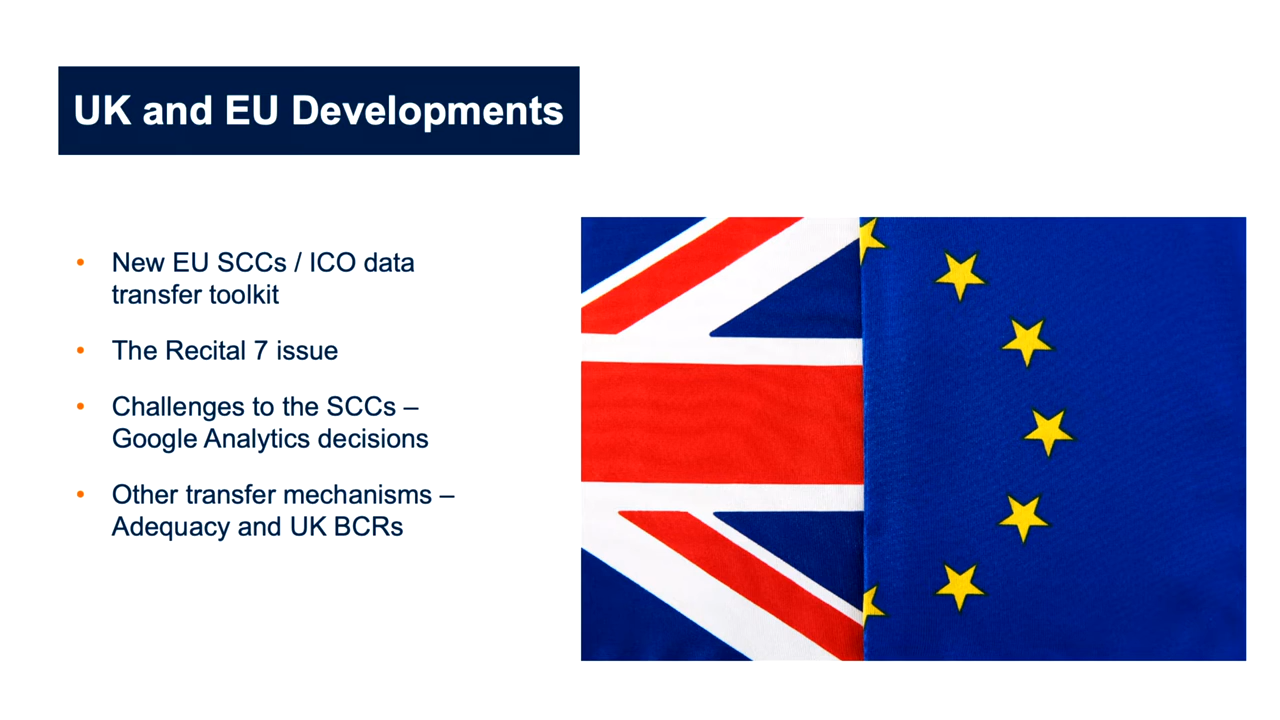 UK and EU Developments
• New EU SCCs / ICO data
transfer toolkit
• The Recital 7 issue
• Challenges to the SCCs –
Google Analytics decisions
• Other transfer mechanisms –
Adequacy and UK BCRs